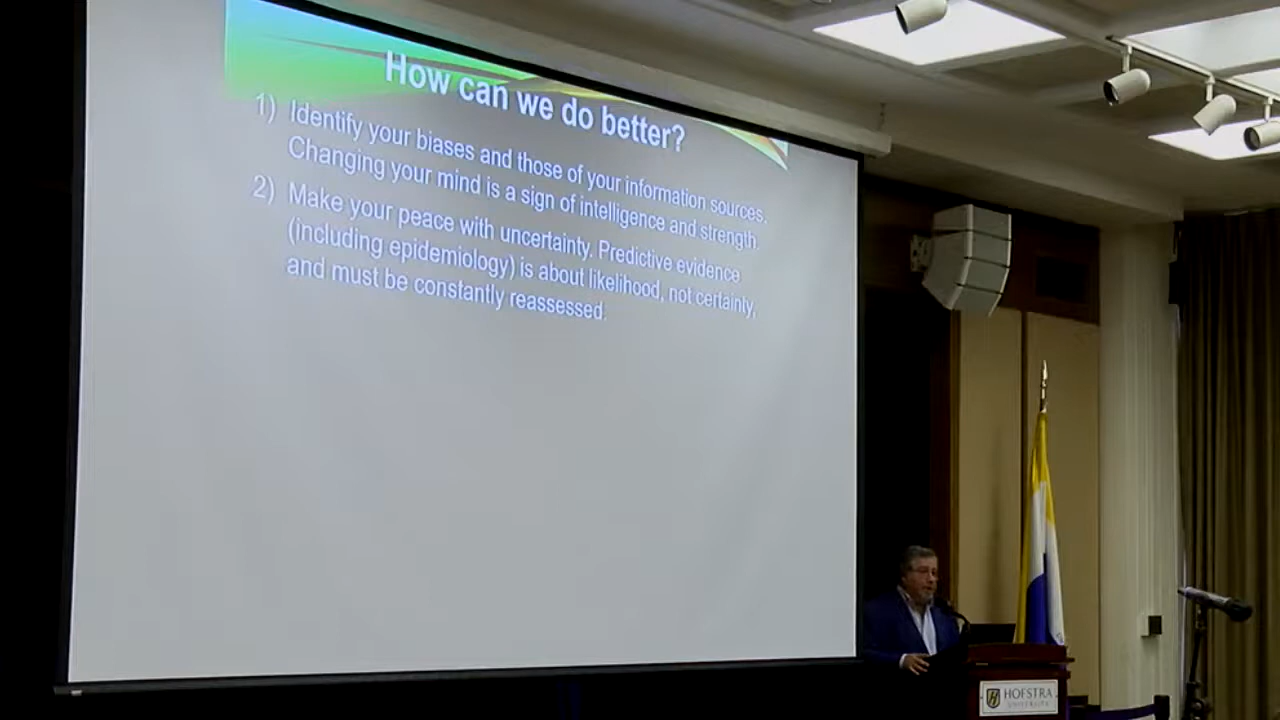 How can we do better?
1) Identify your biases and those of your information sources.
Changing your mind is a sign of intelligence and strength.
2) Make your peace with uncertainty. Predictive evidence
(including epidemiology) is about likelihood, not certainty,
and must be constantly reassessed.
HOFSTRA
UNIVERSITY